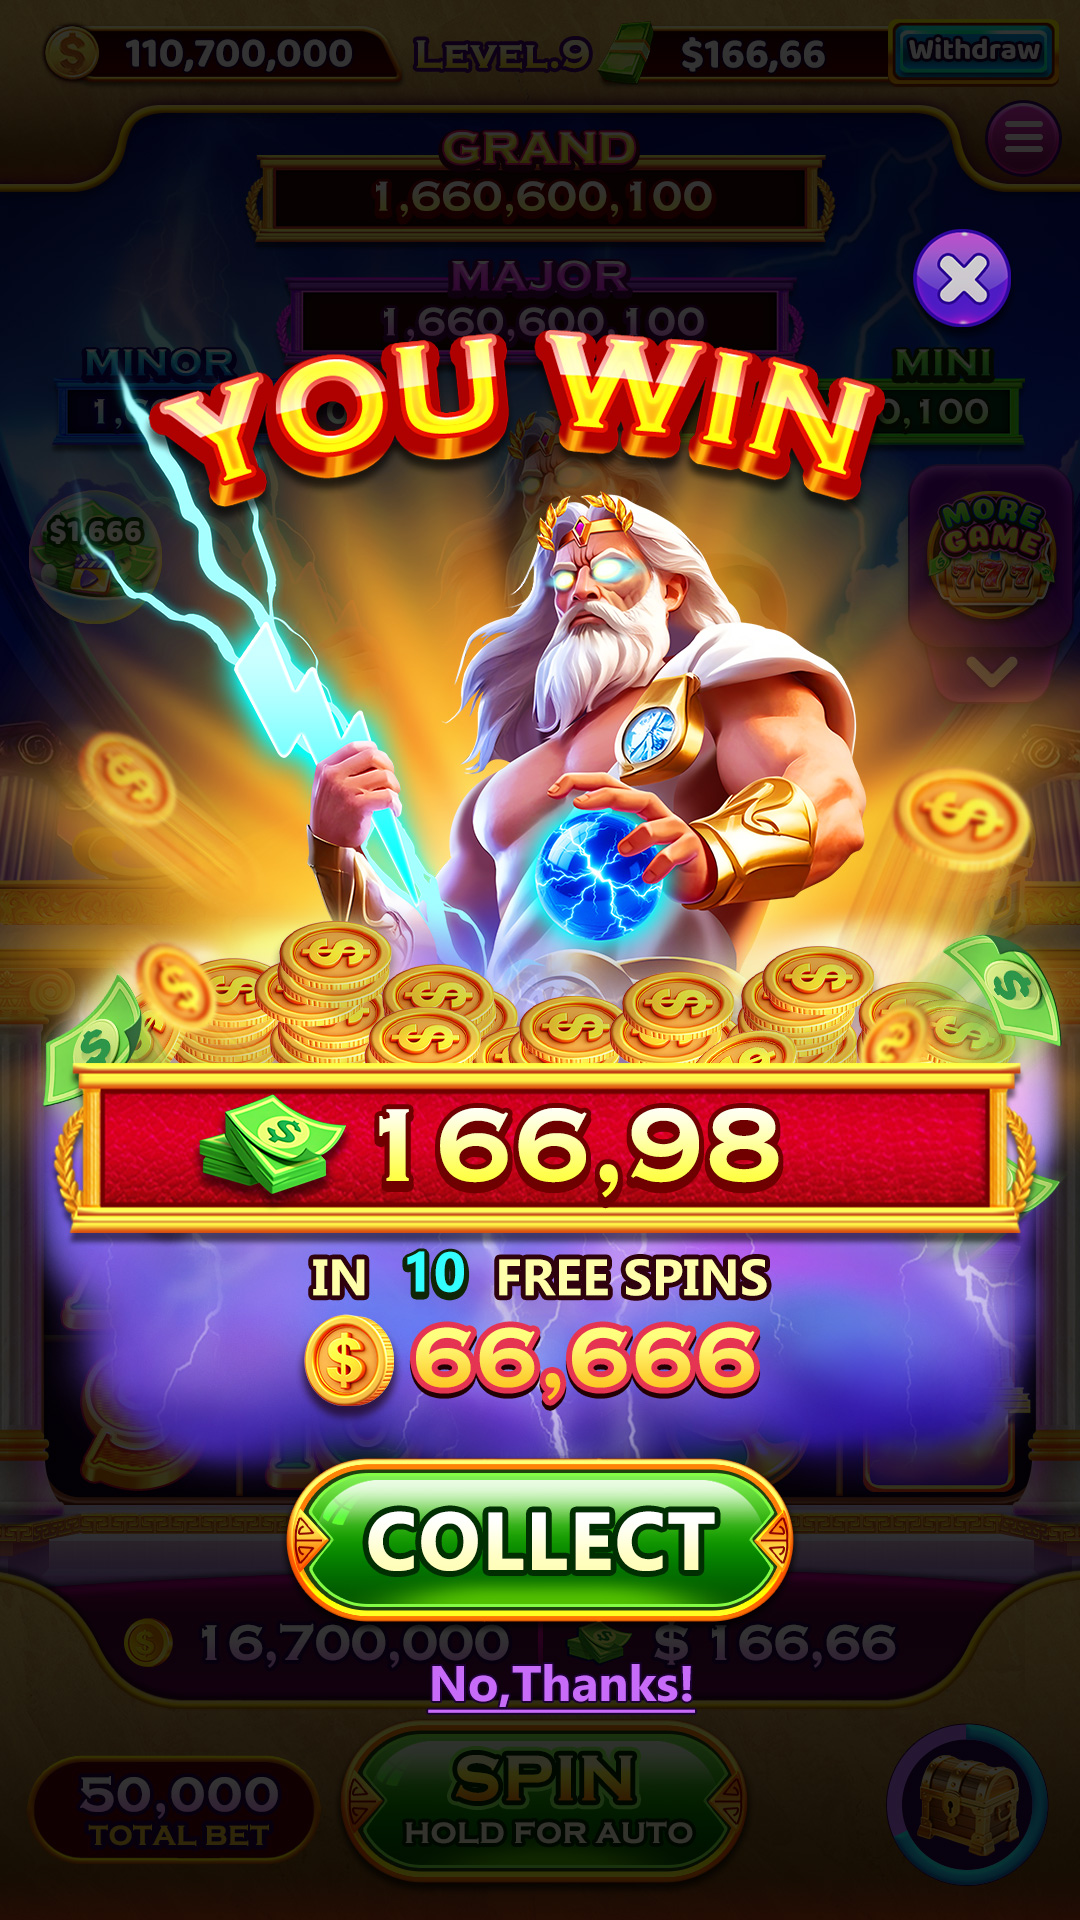 110,700,000
LEVEL.9
$166,66
Withdraw
GRAND
1,660,600,100
MAJOR
1,660,600,100
MINOR
MINI
YOU WIN
$1,666
MORE
GAME
777
166,98
IN 10 FREE SPINS
66,666
COLLECT
16,700,000
$ 166,66
No,Thanks!
50,000
TOTAL BET
SPIN
HOLD FOR AUTO